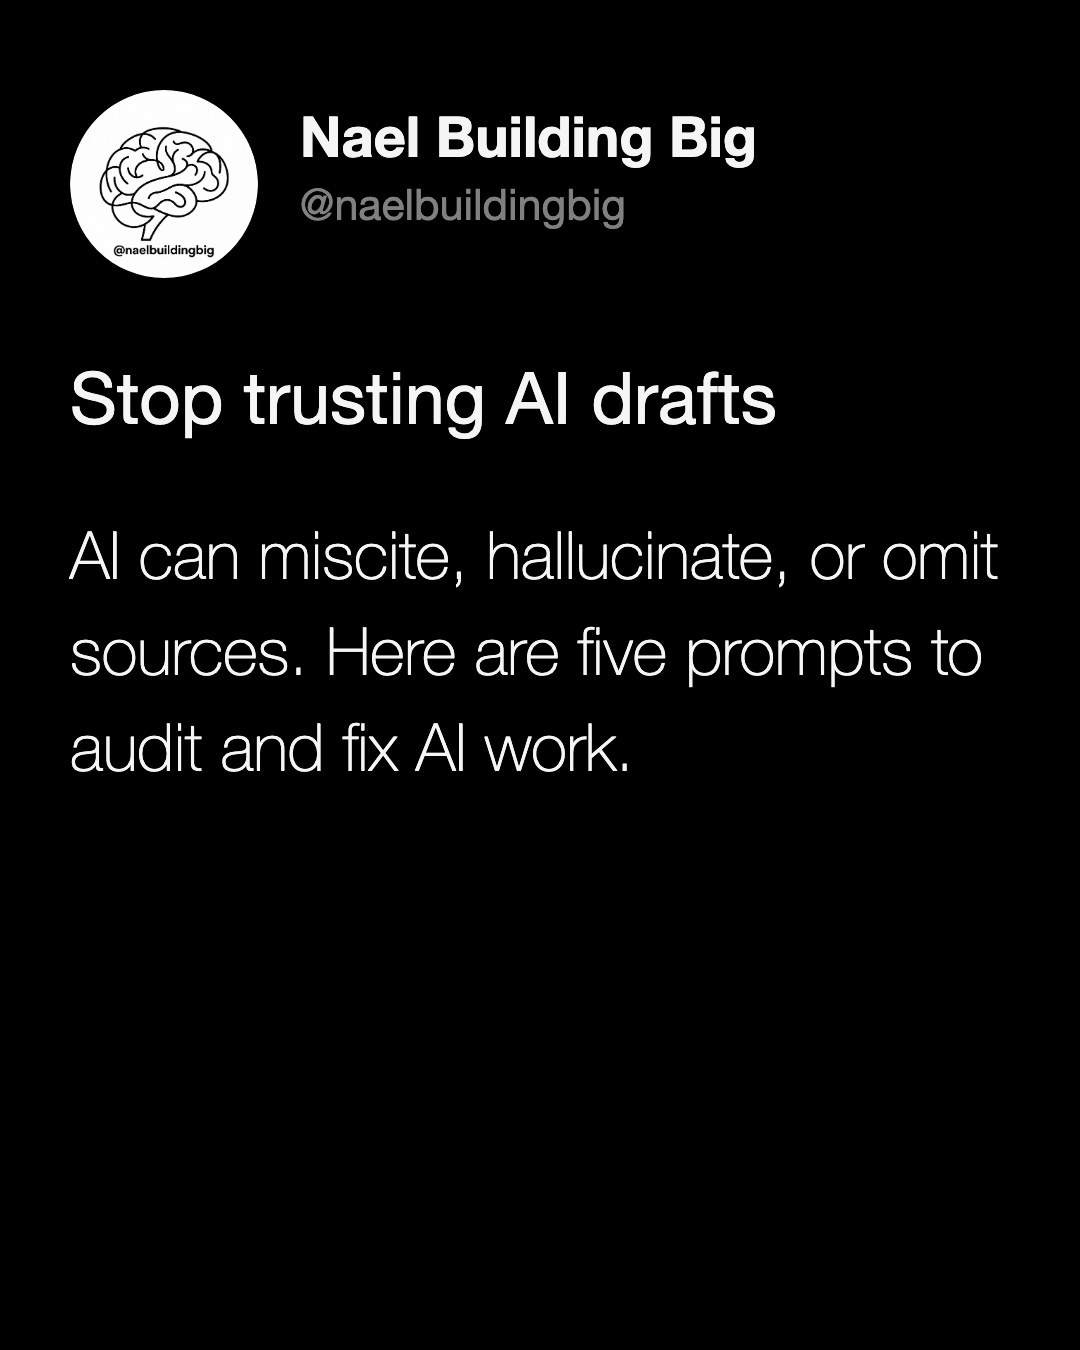 @naelbuildingbig
Nael Building Big
@naelbuildingbig
Stop trusting AI drafts
AI can miscite, hallucinate, or omit
sources. Here are five prompts to
audit and fix AI work.